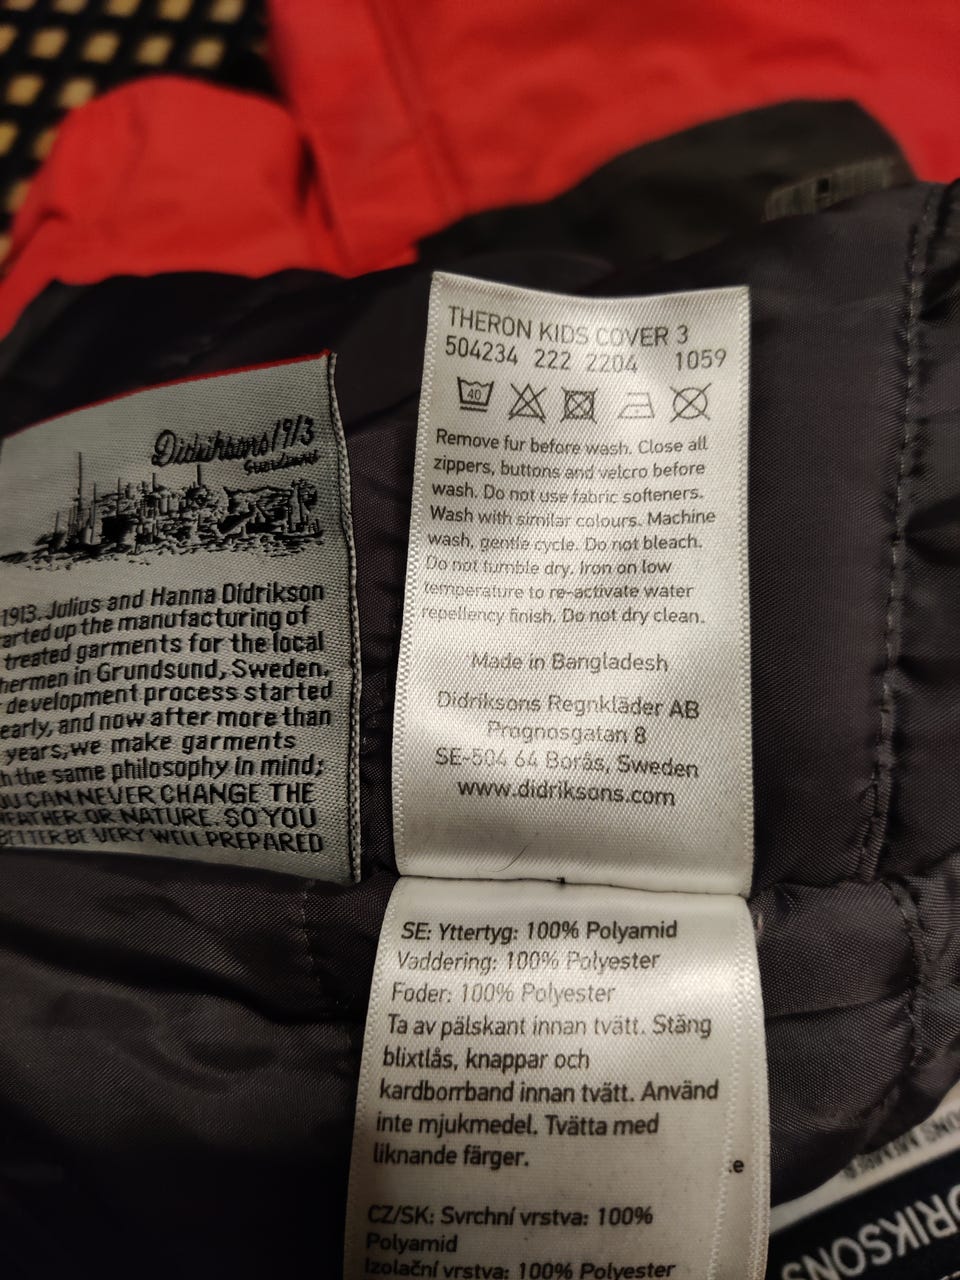 Didriksons1913
Grundsund
1913. Julius and Hanna Didrikson
arted up the manufacturing of
treated garments for the local
hermen in Grundsund, Sweden.
development process started
early, and now after more than
years, we make garments
h the same philosophy in mind;
OU CAN NEVER CHANGE THE
WEATHER OR NATURE. SO YOU
BETTER BE VERY WELL PREPARED
THERON KIDS COVER 3
504234 222 2204 1059
40
Remove fur before wash. Close all
zippers, buttons and velcro before
wash. Do not use fabric softeners.
Wash with similar colours. Machine
wash, gentle cycle. Do not bleach.
Do not tumble dry. Iron on low
temperature to re-activate water
repellency finish. Do not dry clean.
Made in Bangladesh
Didriksons Regnkläder AB
Prognosgatan 8
SE-504 64 Borås, Sweden
www.didriksons.com
SE: Yttertyg: 100% Polyamid
Vaddering: 100% Polyester
Foder: 100% Polyester
Ta av pälskant innan tvätt. Stäng
blixtlås, knappar och
kardborrband innan tvätt. Använd
inte mjukmedel. Tvätta med
liknande färger.
.e
CZ/SK: Svrchní vrstva: 100%
Polyamid
Izolační vrstva: 100% Polyester
ONS MEMBER
DRIKSONS